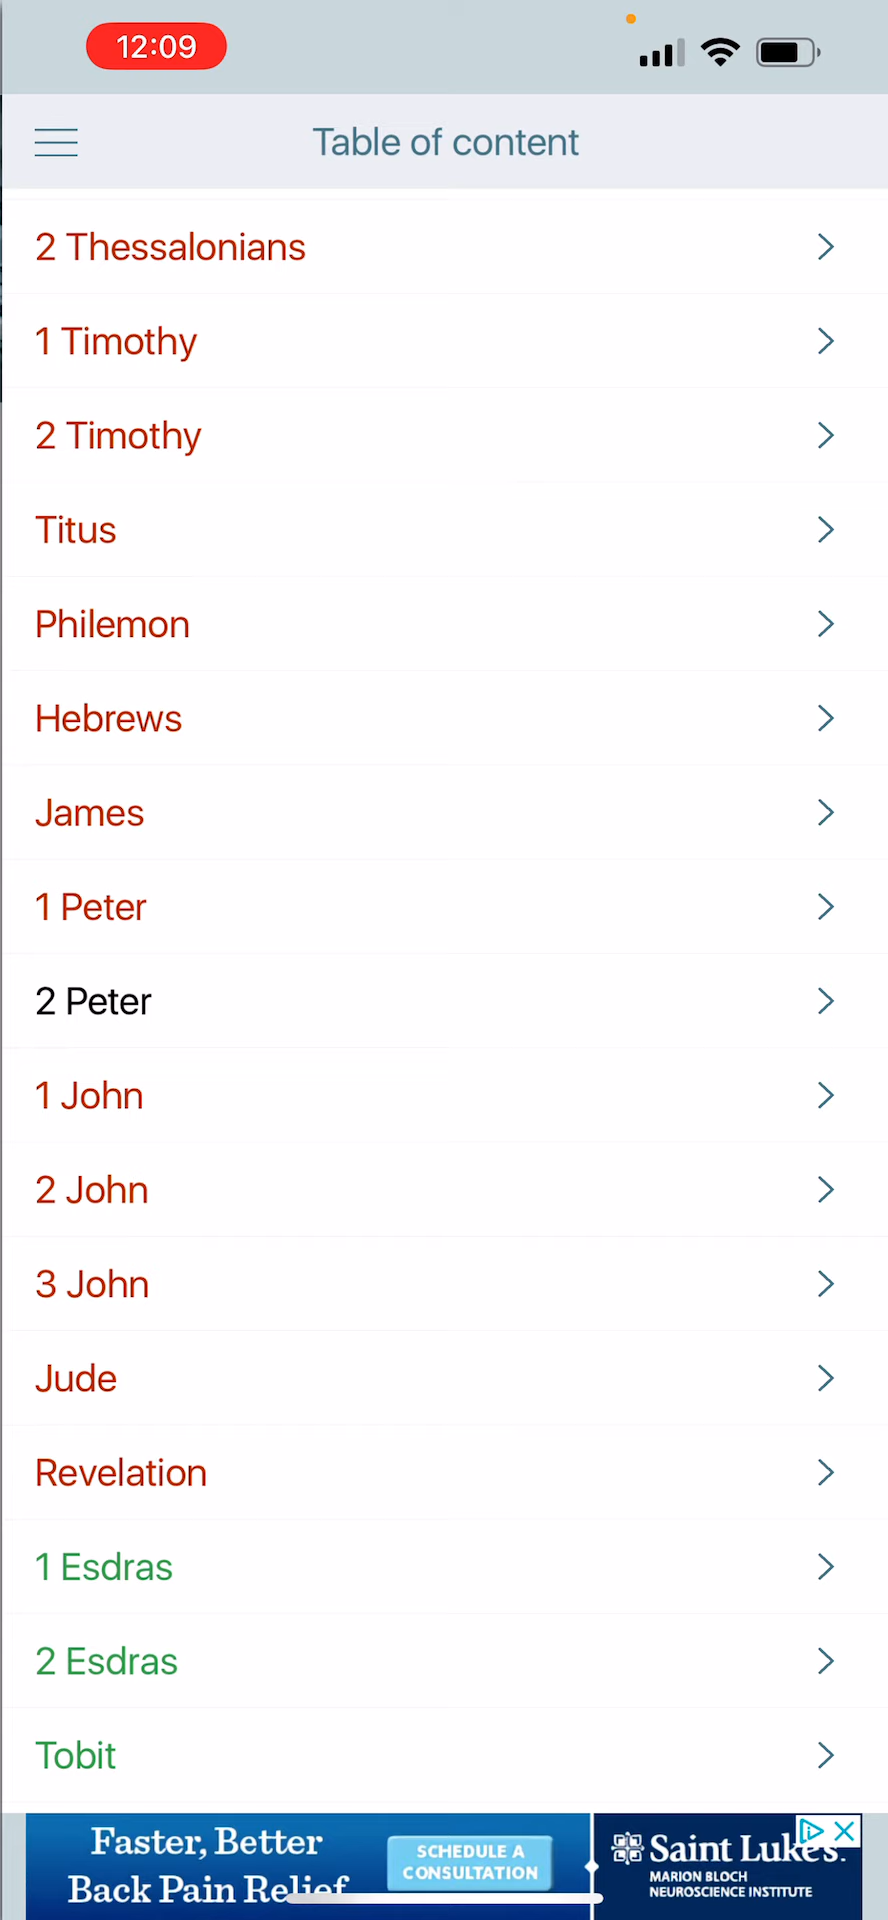 12:09
Table of content
2 Thessalonians
1 Timothy
2 Timothy
Titus
Philemon
Hebrews
James
1 Peter
2 Peter
1 John
2 John
3 John
Jude
Revelation
1 Esdras
2 Esdras
Tobit
Faster, Better
Back Pain Relief
SCHEDULE A
CONSULTATION
Saint Luke's.
MARION BLOCH
NEUROSCIENCE INSTITUTE